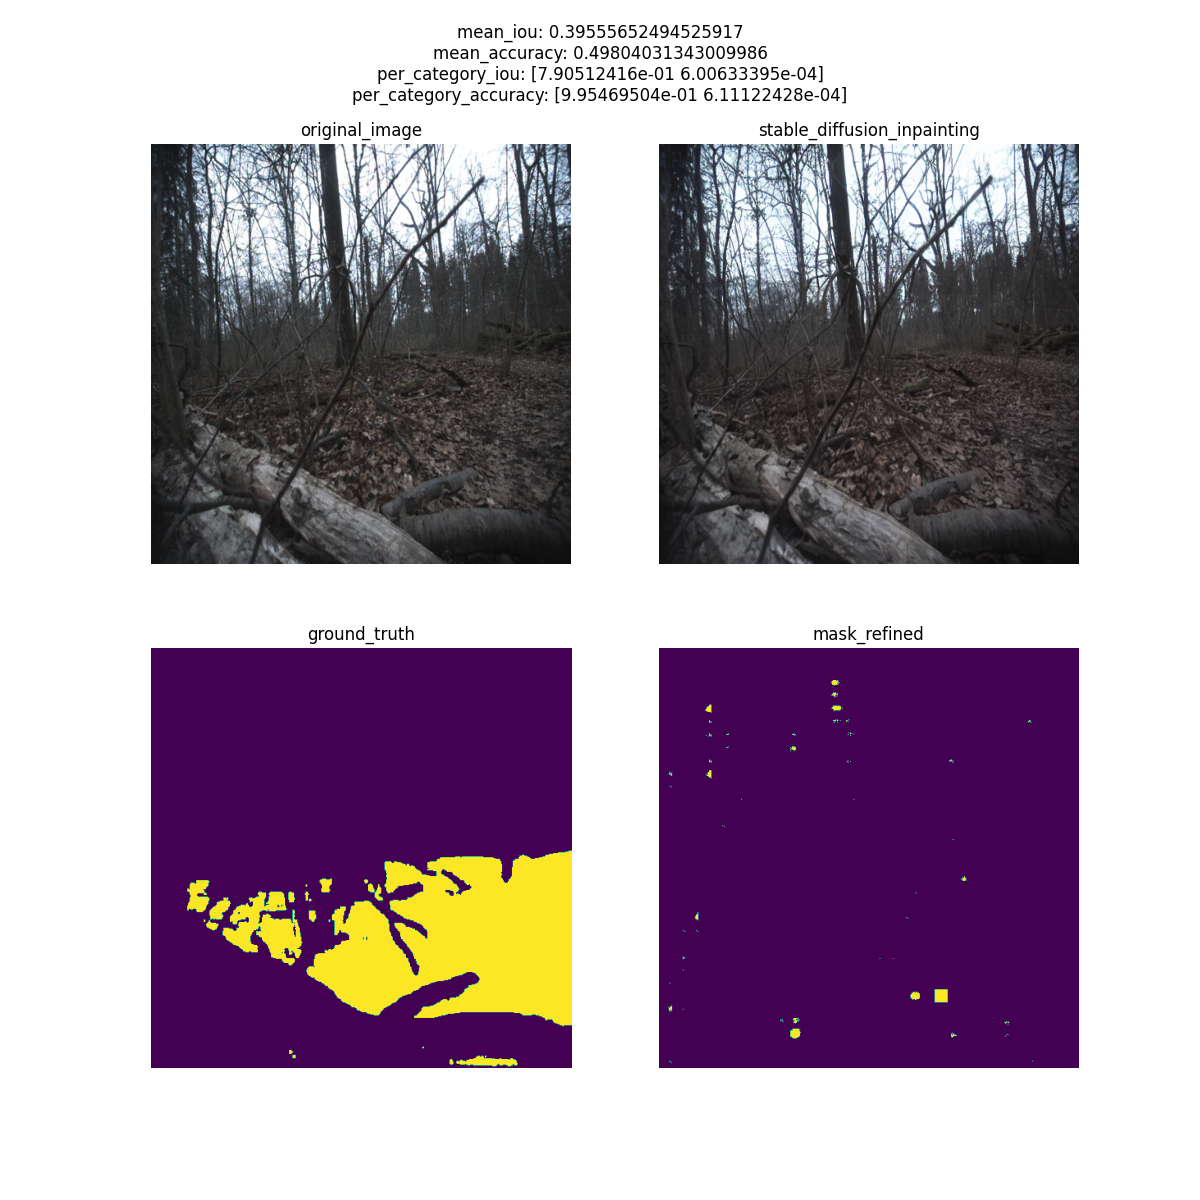 mean_iou: 0.39555652494525917
mean_accuracy: 0.49804031343009986
per_category_iou: [7.90512416e-01 6.00633395e-04]
per_category_accuracy: [9.95469504e-01 6.11122428e-04]
original_image
stable_diffusion_inpainting
ground_truth
mask_refined